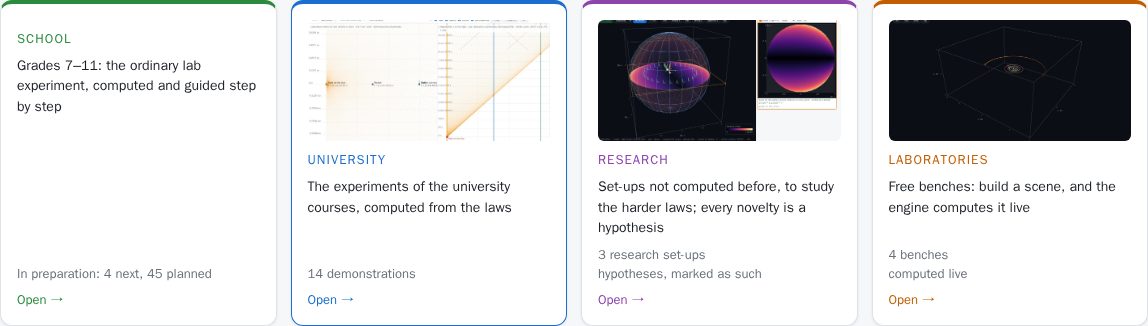 SCHOOL
Grades 7–11: the ordinary lab
experiment, computed and guided step
by step
In preparation: 4 next, 45 planned
Open →
UNIVERSITY
The experiments of the university
courses, computed from the laws
14 demonstrations
Open →
RESEARCH
Set-ups not computed before, to study
the harder laws; every novelty is a
hypothesis
3 research set-ups
hypotheses, marked as such
Open →
LABORATORIES
Free benches: build a scene, and the
engine computes it live
4 benches
computed live
Open →